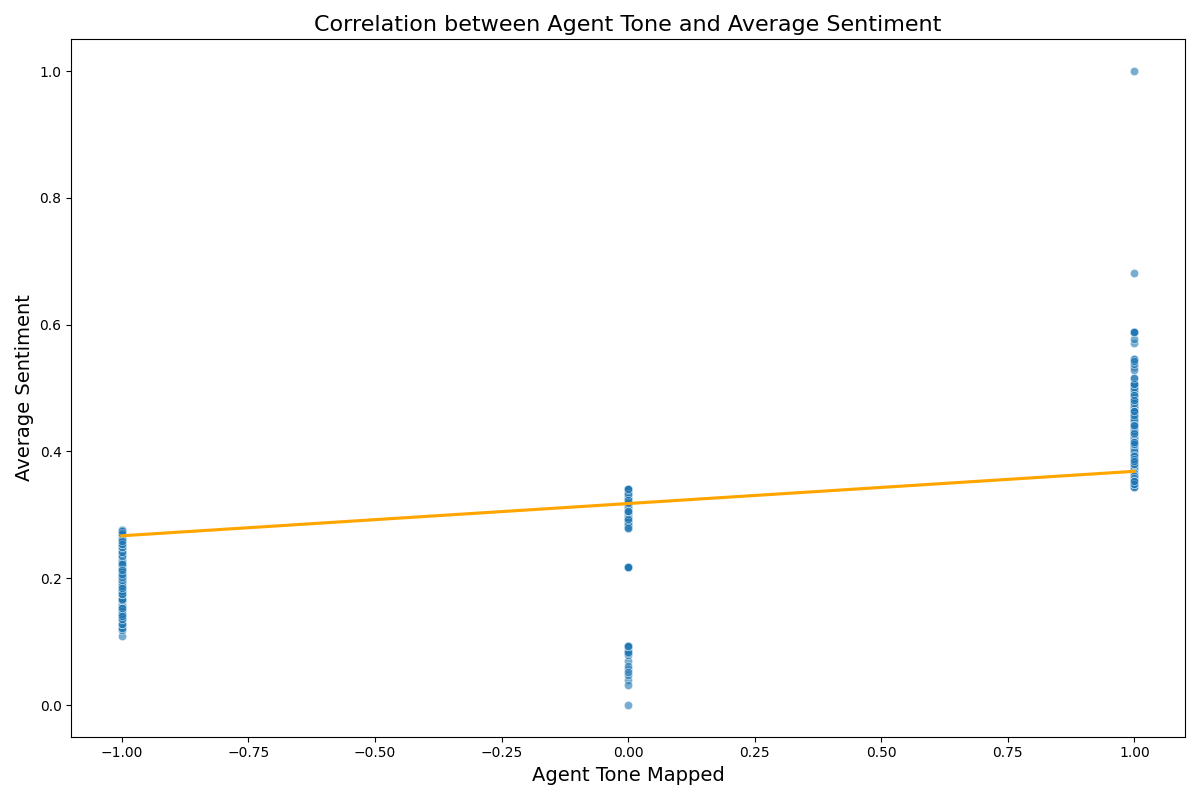 Correlation between Agent Tone and Average Sentiment
Average Sentiment
1.0
0.8
0.6
0.4
0.2
0.0
−1.00 −0.75 −0.50 −0.25 0.00 0.25 0.50 0.75 1.00
Agent Tone Mapped